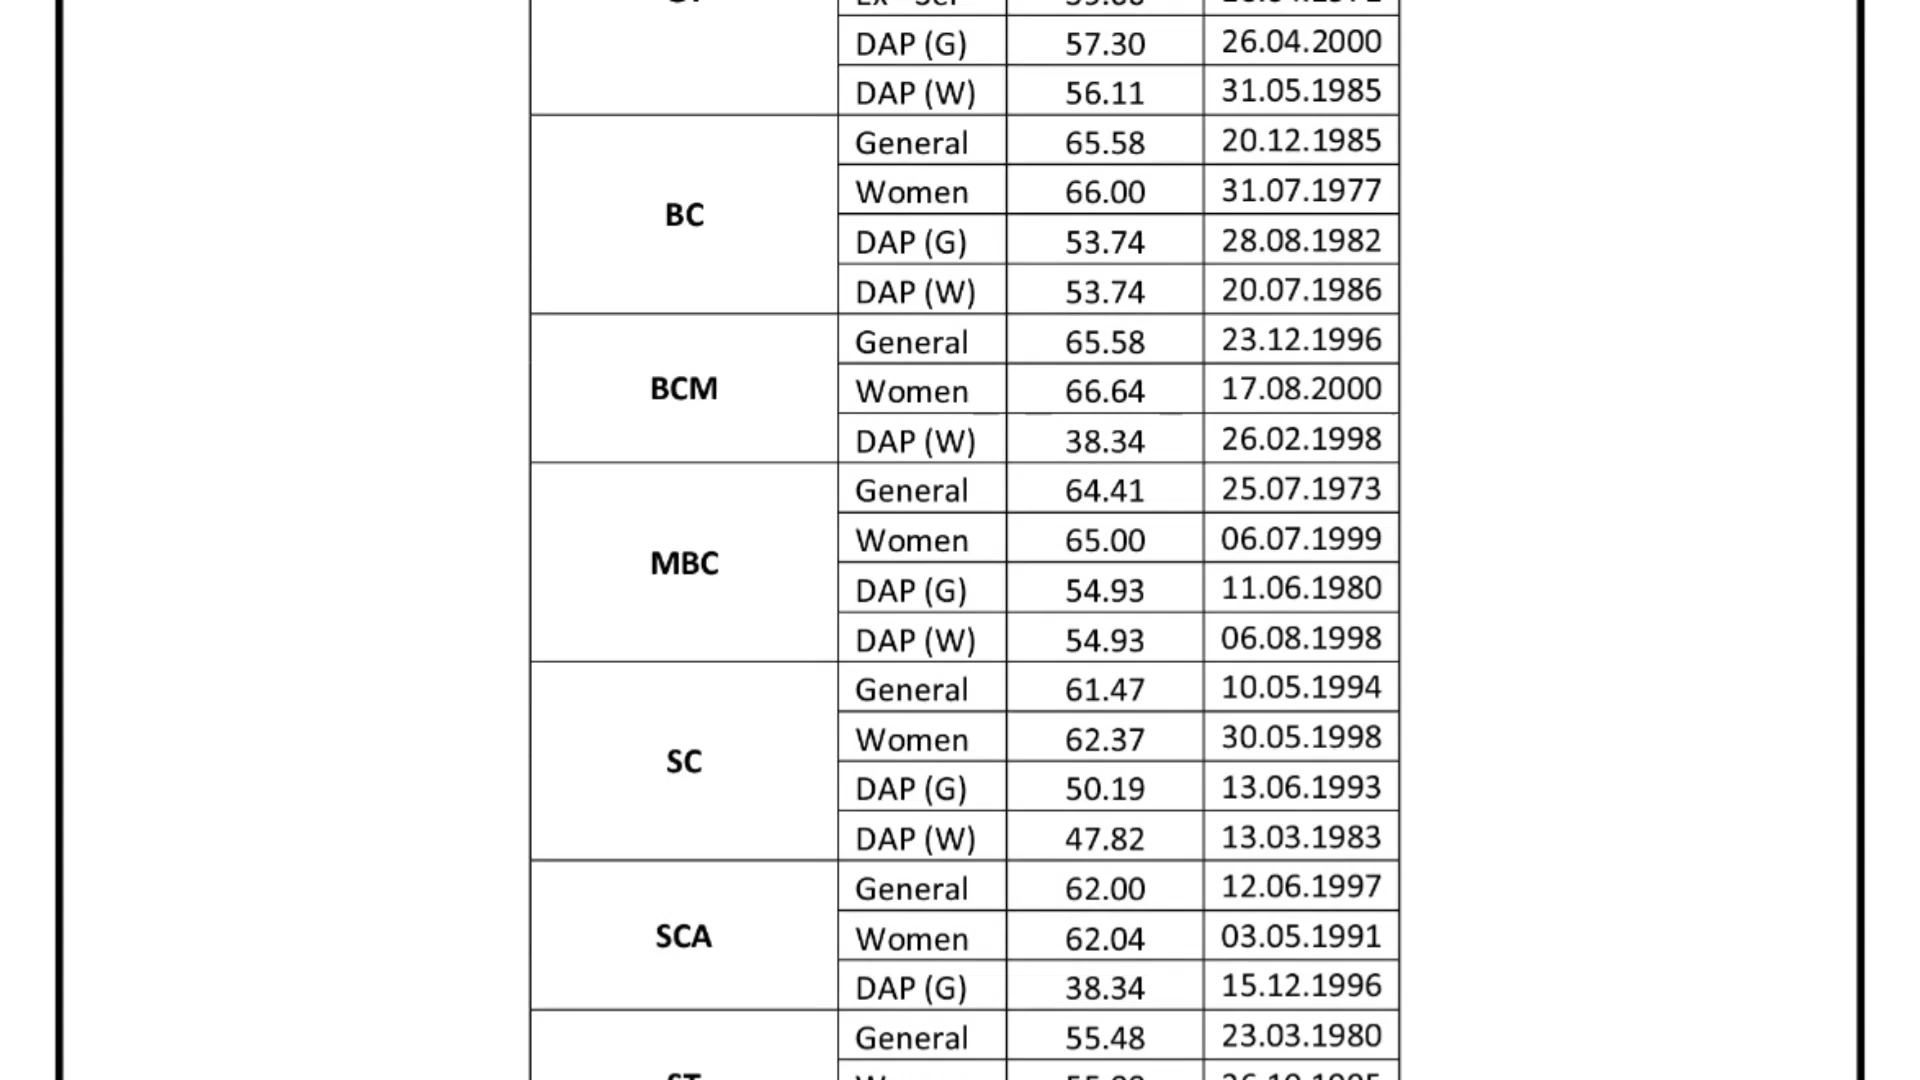 DAP (G) 57.30 26.04.2000
DAP (W) 56.11 31.05.1985
BC
General 65.58 20.12.1985
Women 66.00 31.07.1977
DAP (G) 53.74 28.08.1982
DAP (W) 53.74 20.07.1986
BCM
General 65.58 23.12.1996
Women 66.64 17.08.2000
DAP (W) 38.34 26.02.1998
MBC
General 64.41 25.07.1973
Women 65.00 06.07.1999
DAP (G) 54.93 11.06.1980
DAP (W) 54.93 06.08.1998
SC
General 61.47 10.05.1994
Women 62.37 30.05.1998
DAP (G) 50.19 13.06.1993
DAP (W) 47.82 13.03.1983
SCA
General 62.00 12.06.1997
Women 62.04 03.05.1991
DAP (G) 38.34 15.12.1996
ST
General 55.48 23.03.1980